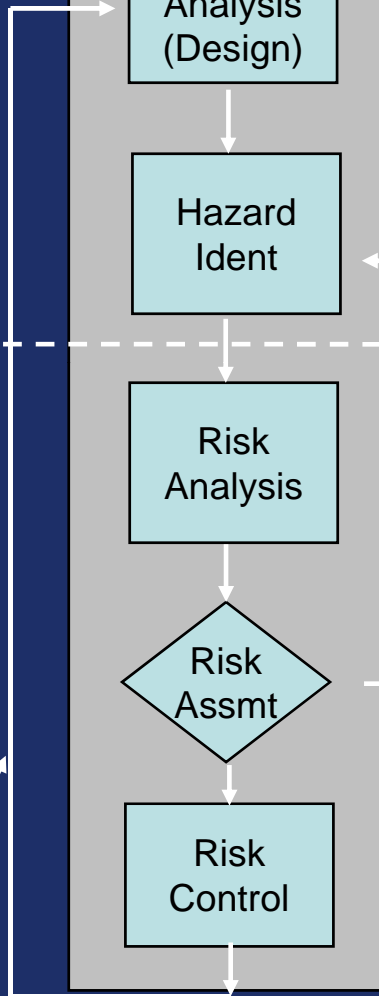 Analysis
(Design)
Hazard
Ident
Risk
Analysis
Risk
Assmt
Risk
Control